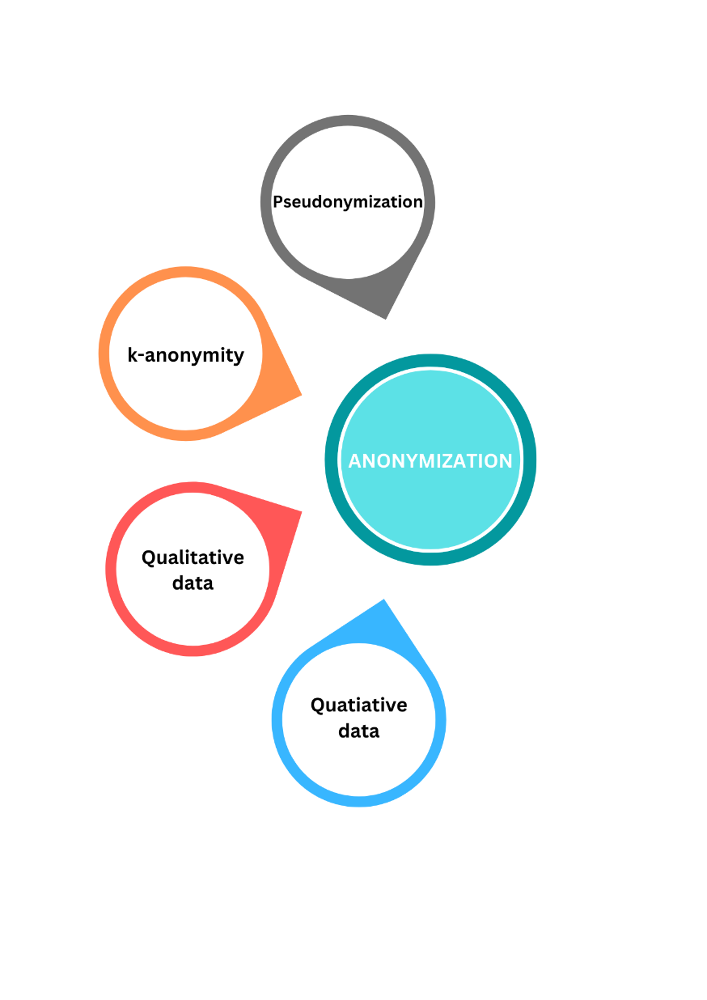 Pseudonymization
k-anonymity
ANONYMIZATION
Qualitative
data
Quatiative
data